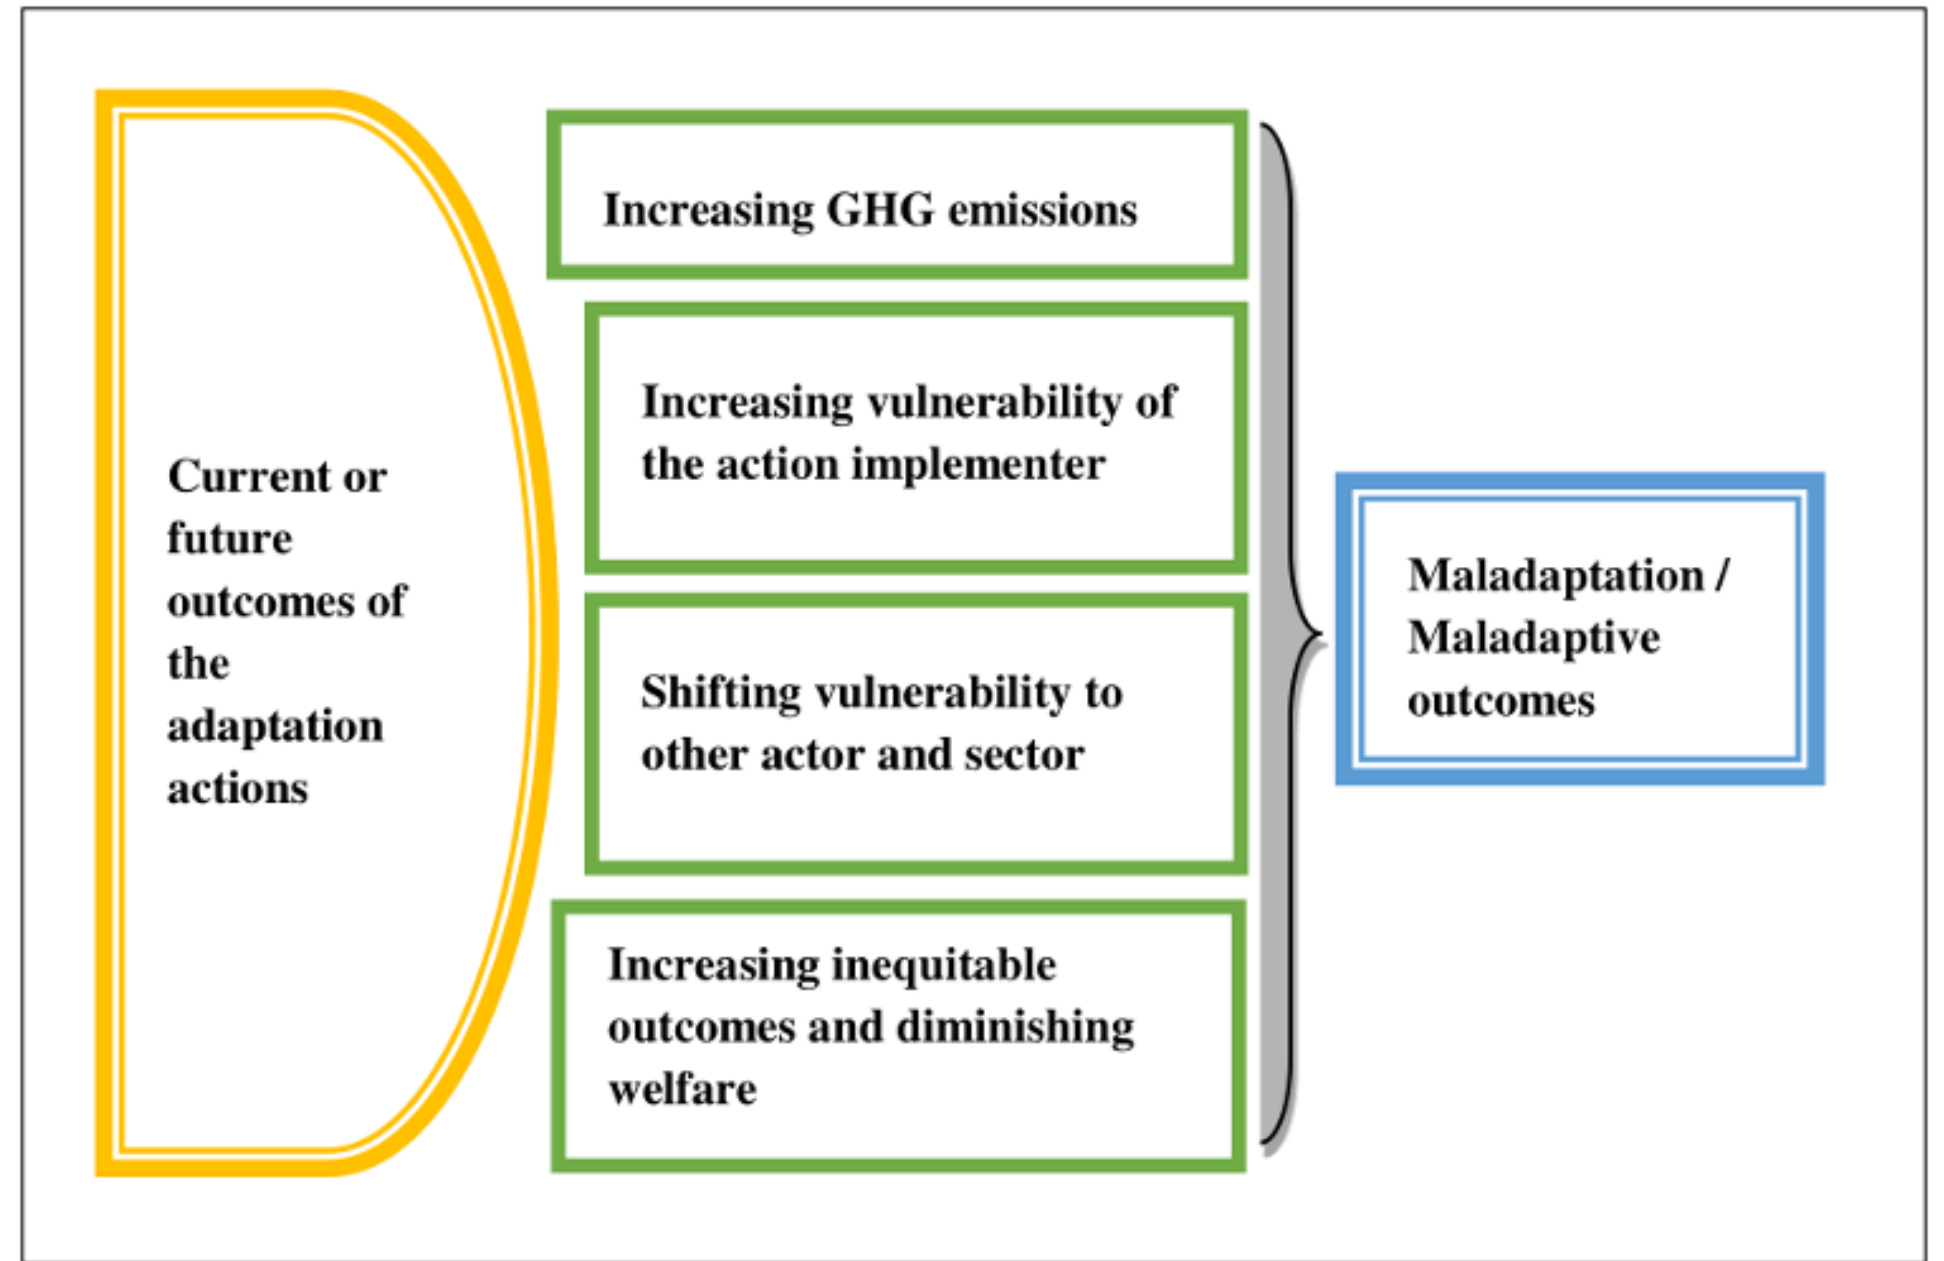 Current or
future
outcomes of
the
adaptation
actions
Increasing GHG emissions
Increasing vulnerability of
the action implementer
Shifting vulnerability to
other actor and sector
Increasing inequitable
outcomes and diminishing
welfare
Maladaptation /
Maladaptive
outcomes